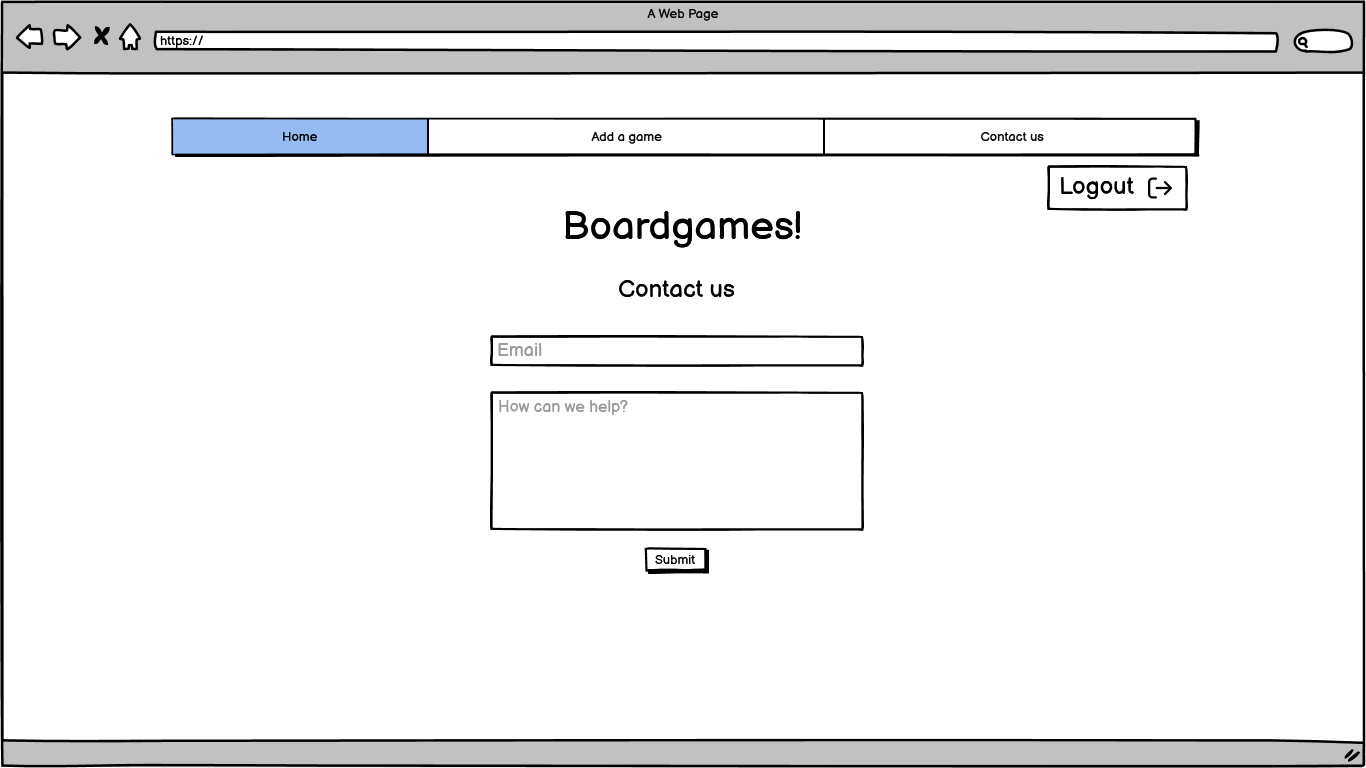 A Web Page
https://
Home Add a game Contact us
Logout
Boardgames!
Contact us
Email
How can we help?
Submit